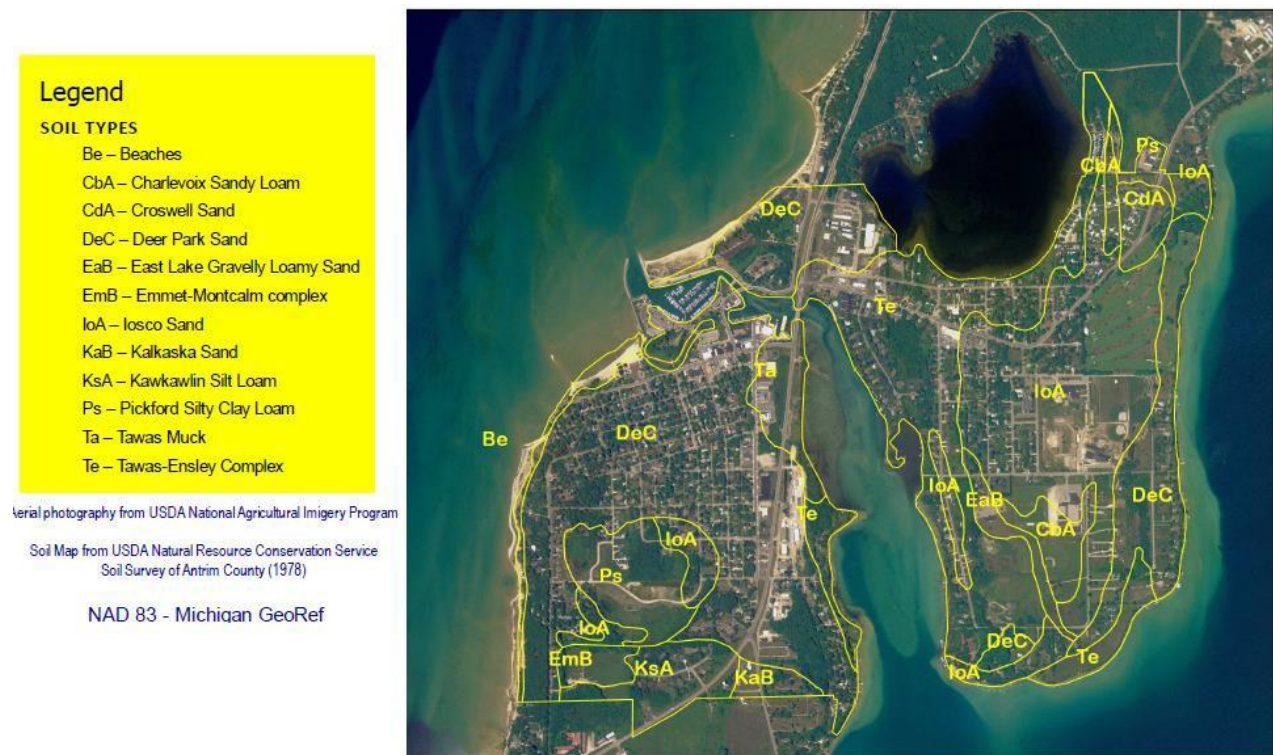 Legend
SOIL TYPES
Be – Beaches
CbA – Charlevoix Sandy Loam
CdA – Croswell Sand
DeC – Deer Park Sand
EaB – East Lake Gravelly Loamy Sand
EmB – Emmet-Montcalm complex
IoA – Iosco Sand
KaB – Kalkaska Sand
KsA – Kawkawlin Silt Loam
Ps – Pickford Silty Clay Loam
Ta – Tawas Muck
Te – Tawas-Ensley Complex
Aerial photography from USDA National Agricultural Imigery Program
Soil Map from USDA Natural Resource Conservation Service
Soil Survey of Antrim County (1978)
NAD 83 - Michigan GeoRef
Ps
CbA
IoA
CdA
DeC
Te
Ta
IoA
DeC
Be
IoA
EaB
DeC
Te
CbA
IoA
Ps
IoA
DeC
EmB
KsA
Te
KaB
IoA